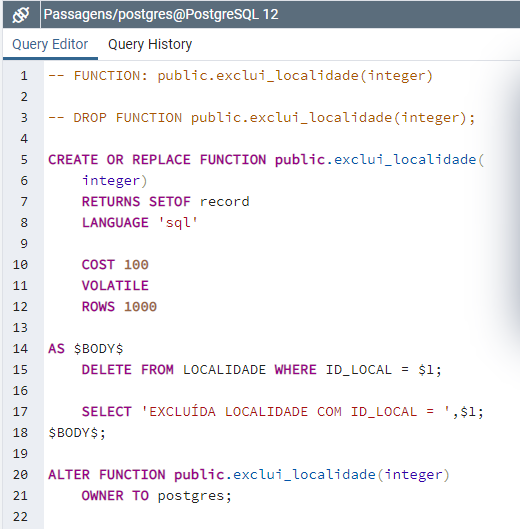 Passagens/postgres@PostgreSQL 12
Query Editor Query History
1 -- FUNCTION: public.exclui_localidade(integer)
2
3 -- DROP FUNCTION public.exclui_localidade(integer);
4
5 CREATE OR REPLACE FUNCTION public.exclui_localidade(
6 integer)
7 RETURNS SETOF record
8 LANGUAGE 'sql'
9
10 COST 100
11 VOLATILE
12 ROWS 1000
13
14 AS $BODY$
15 DELETE FROM LOCALIDADE WHERE ID_LOCAL = $1;
16
17 SELECT 'EXCLUÍDA LOCALIDADE COM ID_LOCAL = ',$1;
18 $BODY$;
19
20 ALTER FUNCTION public.exclui_localidade(integer)
21 OWNER TO postgres;
22